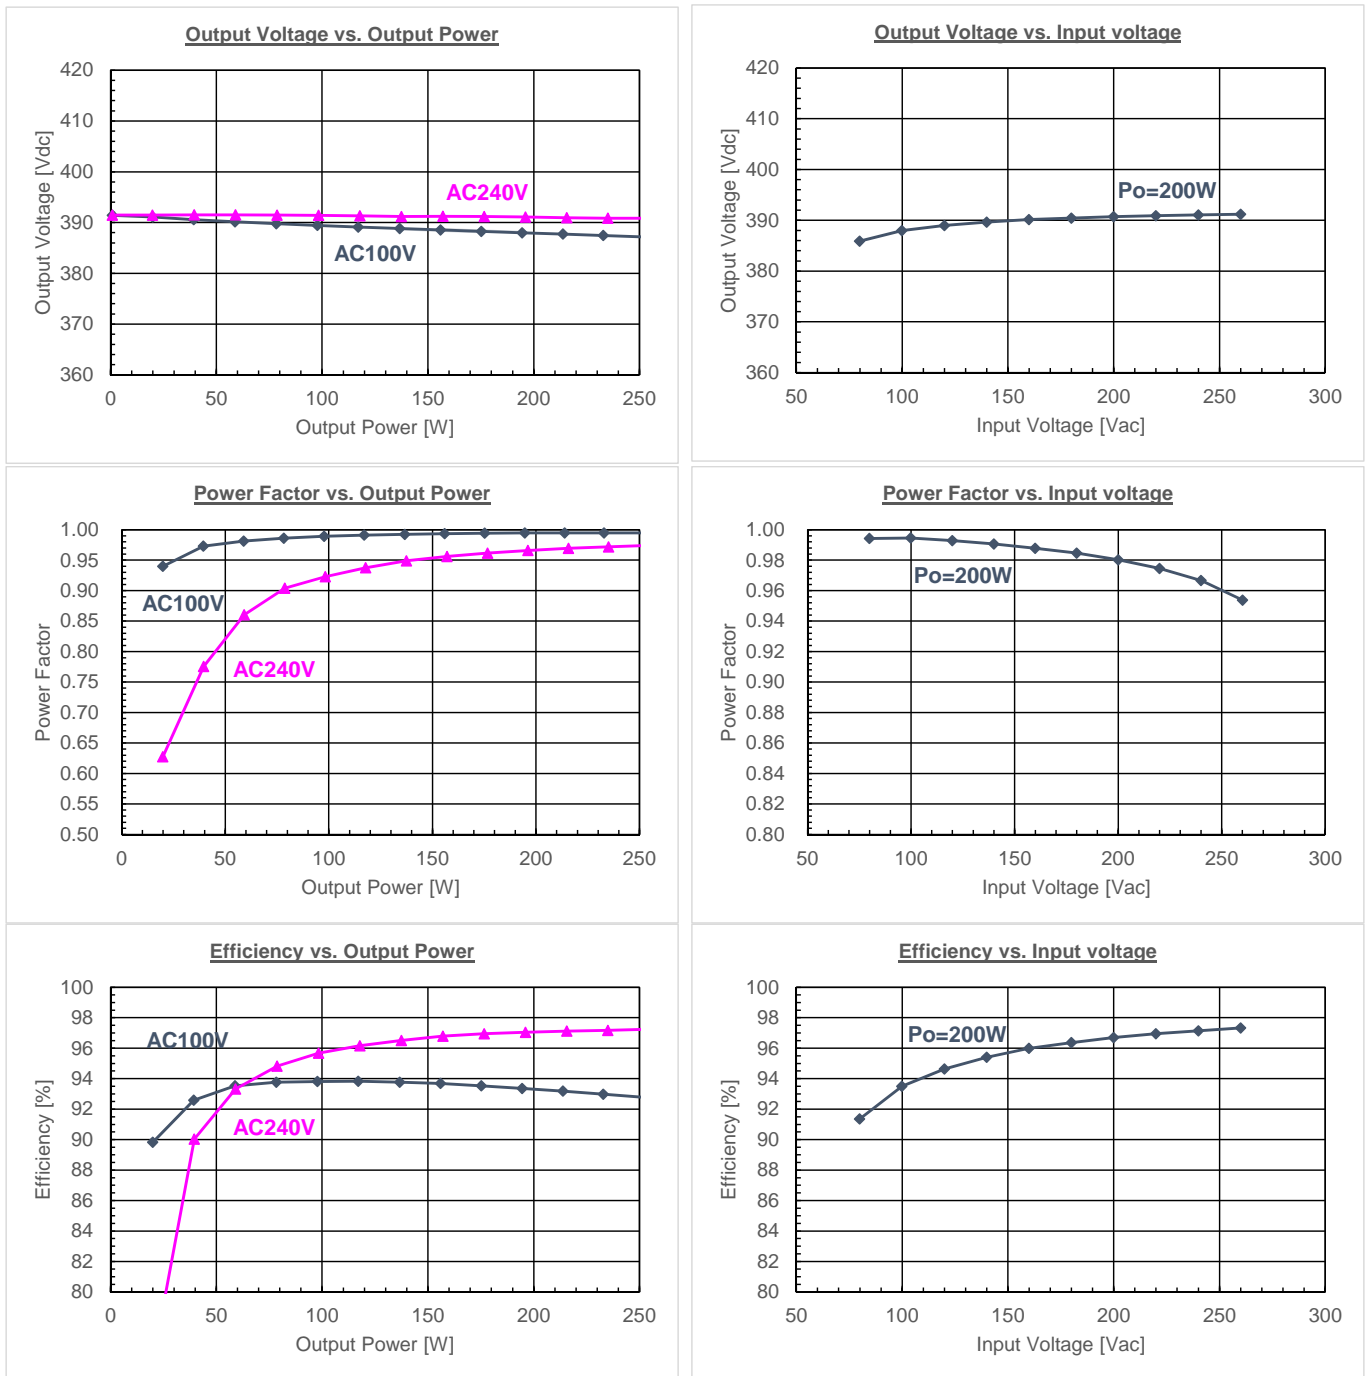 Output Voltage vs. Output Power
420
410
400
390
380
370
360
Output Voltage [Vdc]
AC240V
AC100V
0 50 100 150 200 250
Output Power [W]
Output Voltage vs. Input voltage
420
410
400
390
380
370
360
Output Voltage [Vdc]
Po=200W
50 100 150 200 250 300
Input Voltage [Vac]
Power Factor vs. Output Power
1.00
0.95
0.90
0.85
0.80
0.75
0.70
0.65
0.60
0.55
0.50
Power Factor
AC100V
AC240V
0 50 100 150 200 250
Output Power [W]
Power Factor vs. Input voltage
1.00
0.98
0.96
0.94
0.92
0.90
0.88
0.86
0.84
0.82
0.80
Power Factor
Po=200W
50 100 150 200 250 300
Input Voltage [Vac]
Efficiency vs. Output Power
100
98
96
94
92
90
88
86
84
82
80
Efficiency [%]
AC100V
AC240V
0 50 100 150 200 250
Output Power [W]
Efficiency vs. Input voltage
100
98
96
94
92
90
88
86
84
82
80
Efficiency [%]
Po=200W
50 100 150 200 250 300
Input Voltage [Vac]